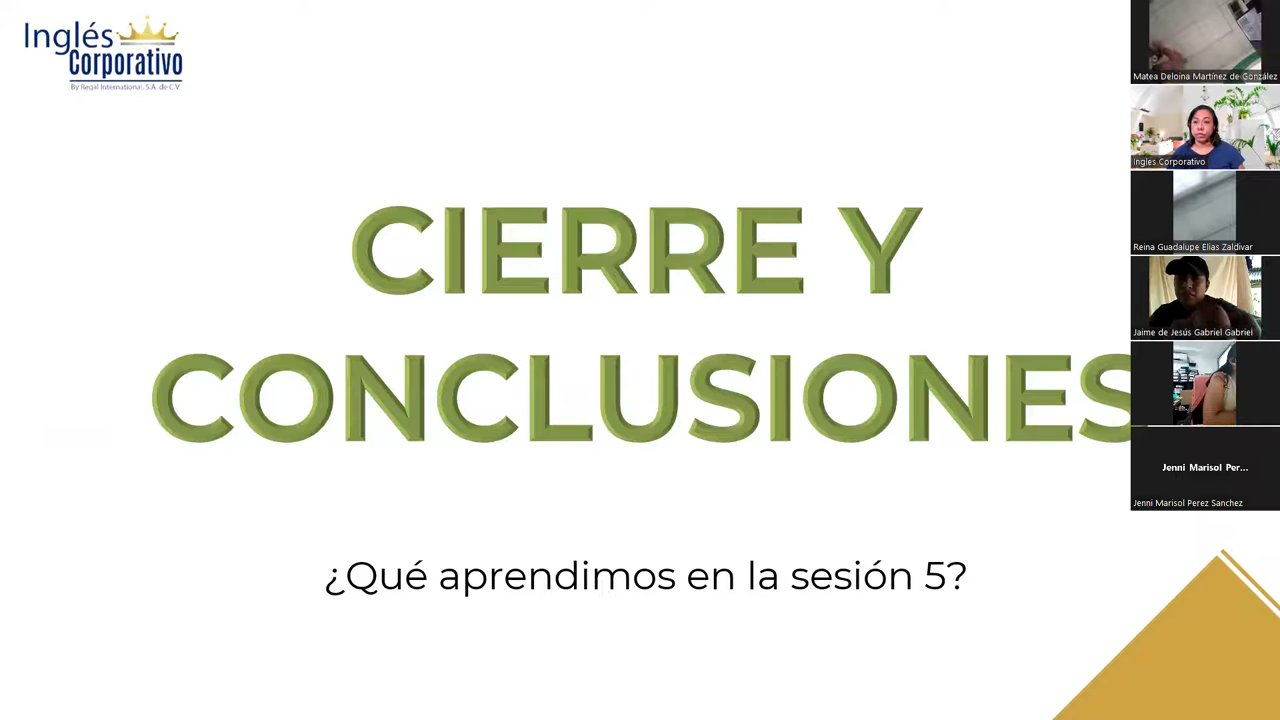 Inglés
Corporativo
By Regal International, S.A. de C.V.
CIERRE Y
CONCLUSIONES
¿Qué aprendimos en la sesión 5?
Matea Deloina Martínez de González
Ingles Corporativo
Reina Guadalupe Elias Zaldivar
Jaime de Jesús Gabriel Gabriel
Jenni Marisol Per...
Jenni Marisol Perez Sanchez